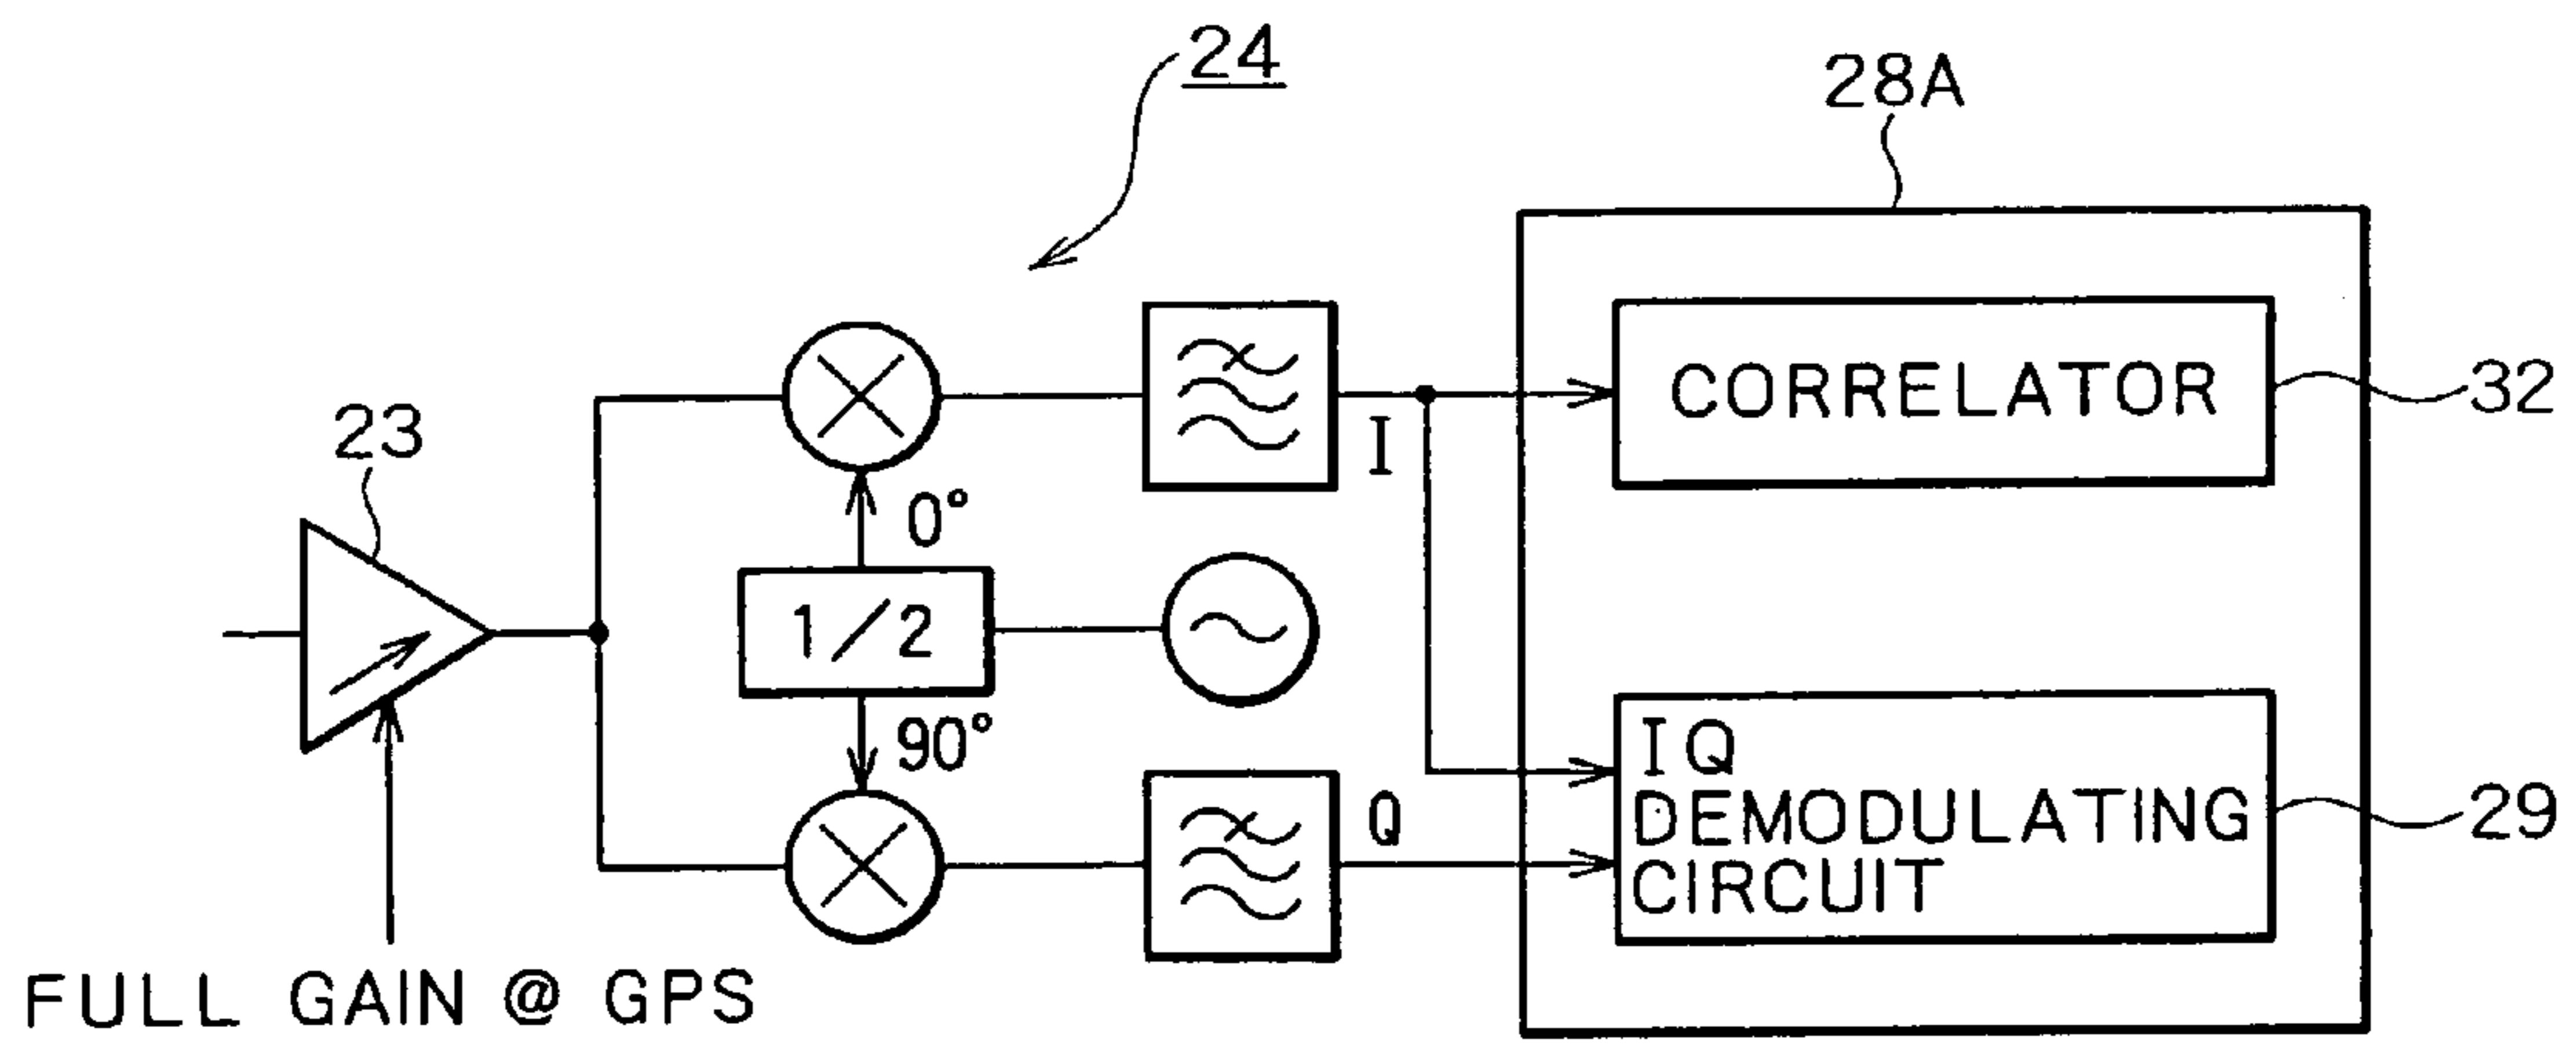 24
28A
23
CORRELATOR
32
I
0°
1/2
90°
Q
IQ
DEMODULATING
CIRCUIT
29
FULL GAIN @ GPS